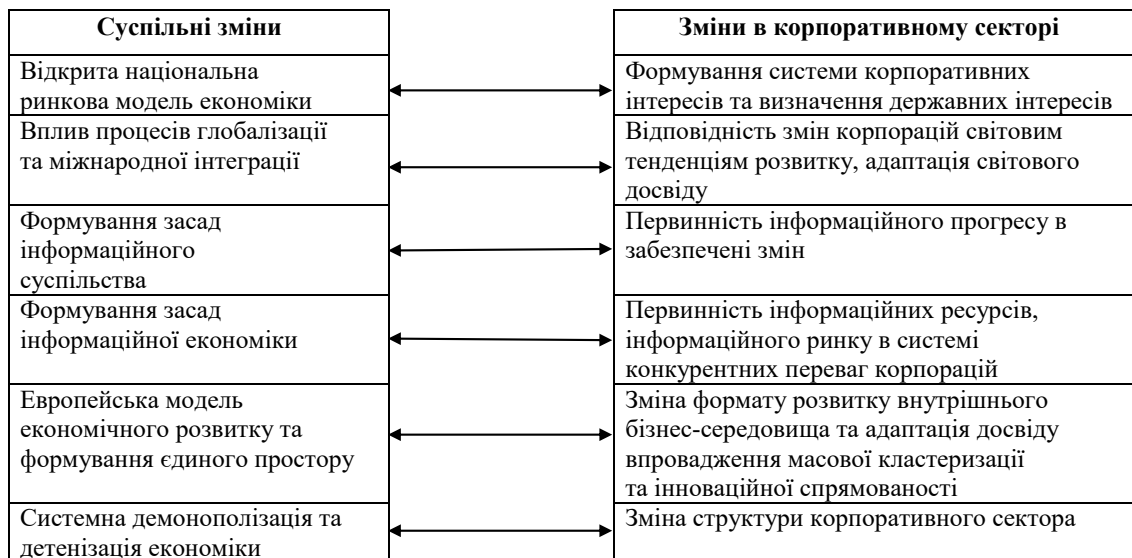 Суспільні зміни
Зміни в корпоративному секторі
Відкрита національна
ринкова модель економіки
Формування системи корпоративних
інтересів та визначення державних інтересів
Вплив процесів глобалізації
та міжнародної інтеграції
Відповідність змін корпорацій світовим
тенденціям розвитку, адаптація світового
досвіду
Формування засад
інформаційного
суспільства
Первинність інформаційного прогресу в
забезпечені змін
Формування засад
інформаційної економіки
Первинність інформаційних ресурсів,
інформаційного ринку в системі
конкурентних переваг корпорацій
Европейська модель
економічного розвитку та
формування єдиного простору
Зміна формату розвитку внутрішнього
бізнес-середовища та адаптація досвіду
впровадження масової кластеризації
та інноваційної спрямованості
Системна демонополізація та
детенізація економіки
Зміна структури корпоративного сектора